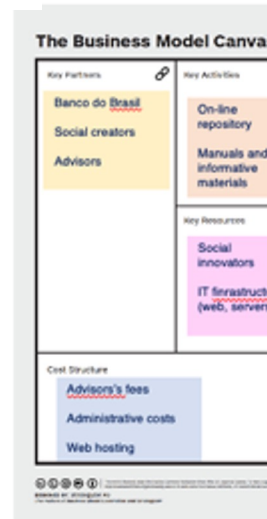 The Business Model Canva
Key Partners
Banco do Brasil
Social creators
Advisors
Key Activities
On-line
repository
Manuals and
informative
materials
Key Resources
Social
innovators
IT finrastruct
(web, servers
Cost Structure
Advisors's fees
Administrative costs
Web hosting